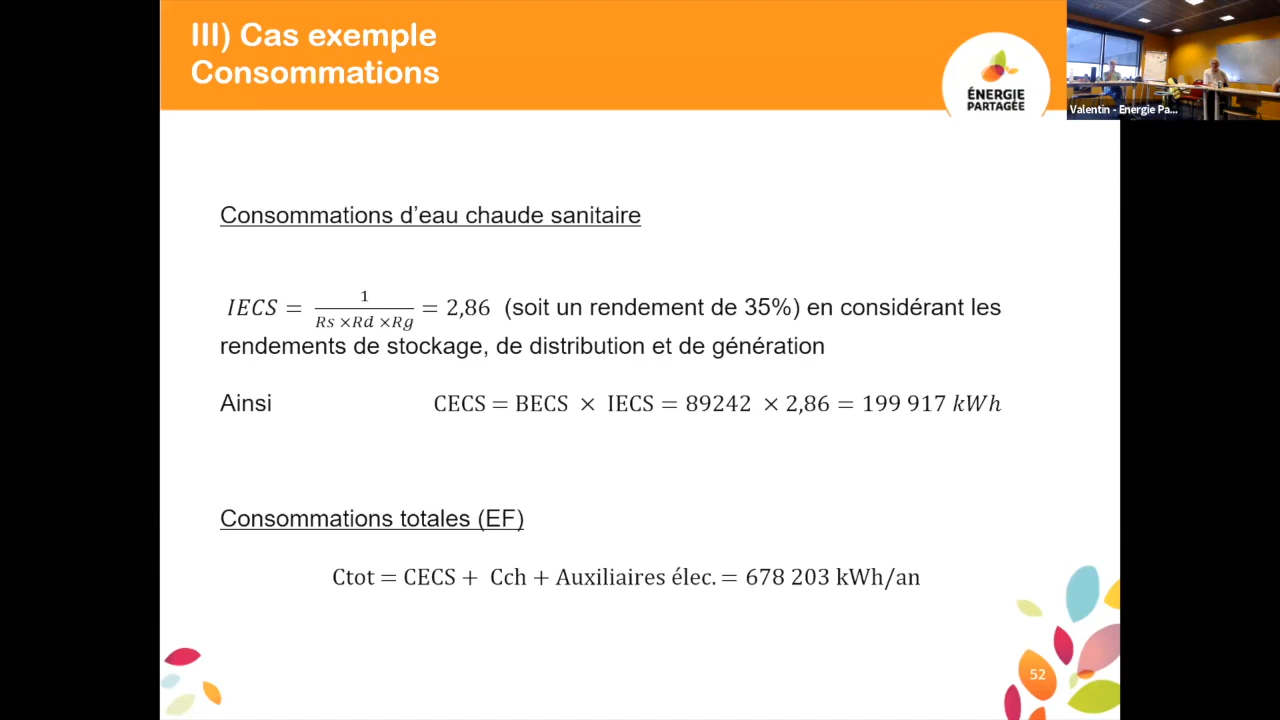 III) Cas exemple
Consommations
ÉNERGIE
PARTAGÉE
Valentin - Energie Pa...
Consommations d’eau chaude sanitaire
IECS = 1 / (Rs ×Rd ×Rg) = 2,86 (soit un rendement de 35%) en considérant les
rendements de stockage, de distribution et de génération
Ainsi CECS = BECS × IECS = 89242 × 2,86 = 199 917 kWh
Consommations totales (EF)
Ctot = CECS + Cch + Auxiliaires élec. = 678 203 kWh/an
52